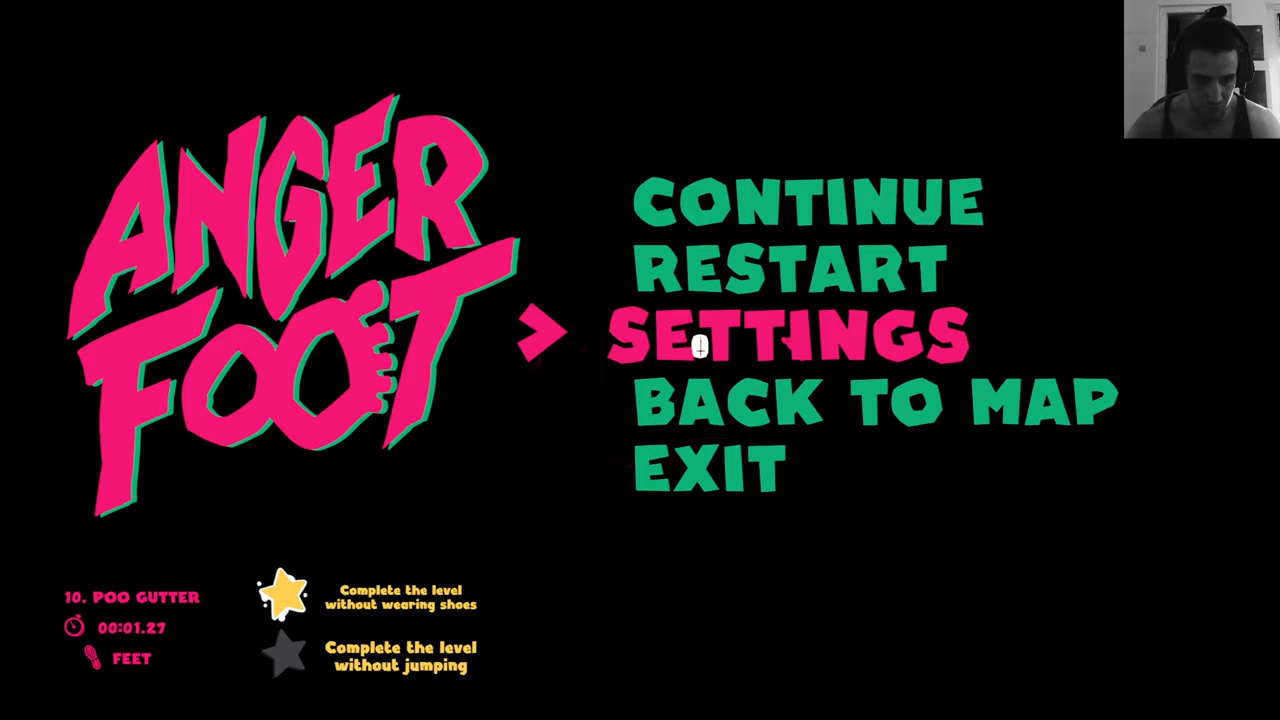 ANGER
FOOT
CONTINUE
RESTART
> SETTINGS
BACK TO MAP
EXIT
10. POO GUTTER
00:01.27
FEET
Complete the level
without wearing shoes
Complete the level
without jumping